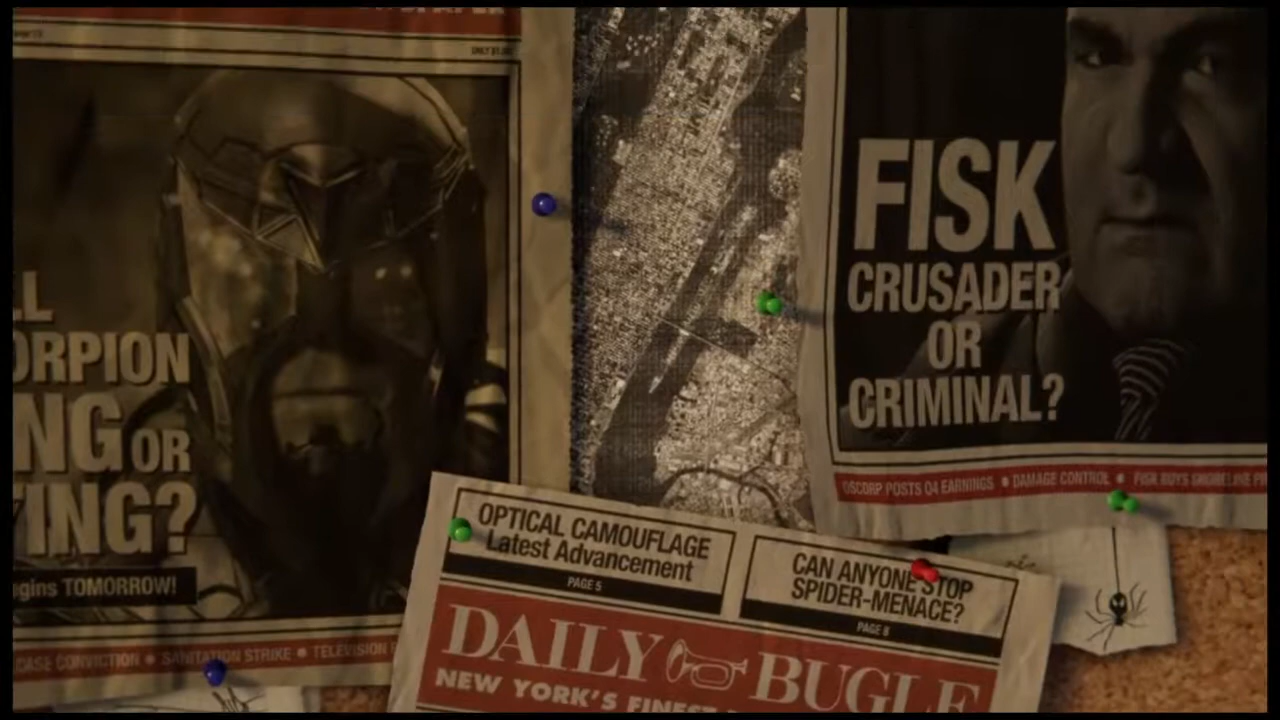 ONLY $1.00
LL
ORPION
NG OR
YING?
egins TOMORROW!
CASE CONVICTION • SANITATION STRIKE • TELEVISION
FISK
CRUSADER
OR
CRIMINAL?
OSCORP POSTS Q4 EARNINGS • DAMAGE CONTROL • FISK BUYS SHORELINE
OPTICAL CAMOUFLAGE
Latest Advancement
PAGE 5
CAN ANYONE STOP
SPIDER-MENACE?
PAGE 8
DAILY BUGLE
NEW YORK'S FINEST